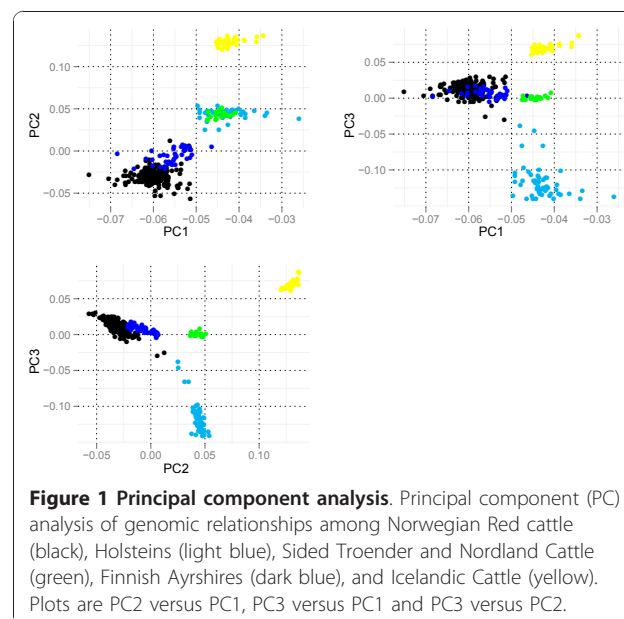 0.10
0.05
0.00
−0.05
PC2
−0.07 −0.06 −0.05 −0.04 −0.03
PC1
0.05
0.00
−0.05
−0.10
PC3
−0.07 −0.06 −0.05 −0.04 −0.03
PC1
0.05
0.00
−0.05
−0.10
PC3
−0.05 0.00 0.05 0.10
PC2
Figure 1 Principal component analysis. Principal component (PC)
analysis of genomic relationships among Norwegian Red cattle
(black), Holsteins (light blue), Sided Troender and Nordland Cattle
(green), Finnish Ayrshires (dark blue), and Icelandic Cattle (yellow).
Plots are PC2 versus PC1, PC3 versus PC1 and PC3 versus PC2.